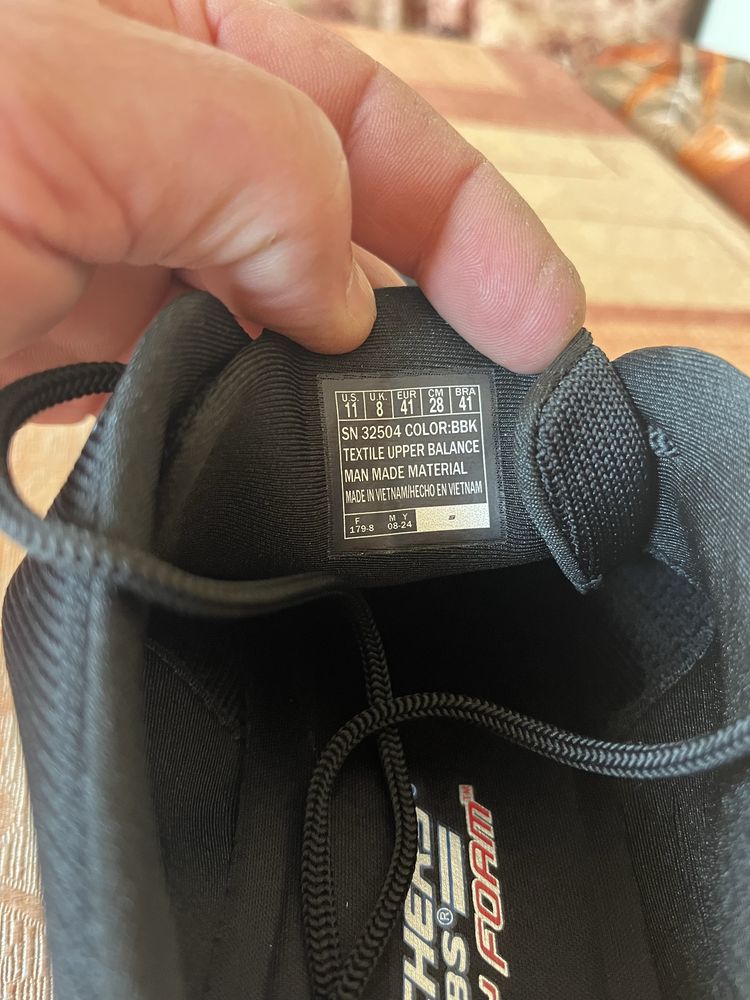 U.S. U.K. EUR CM BRA
11 8 41 28 41
SN 32504 COLOR:BBK
TEXTILE UPPER BALANCE
MAN MADE MATERIAL
MADE IN VIETNAM/HECHO EN VIETNAM
F M Y
179-8 08-24
S
FOAM™